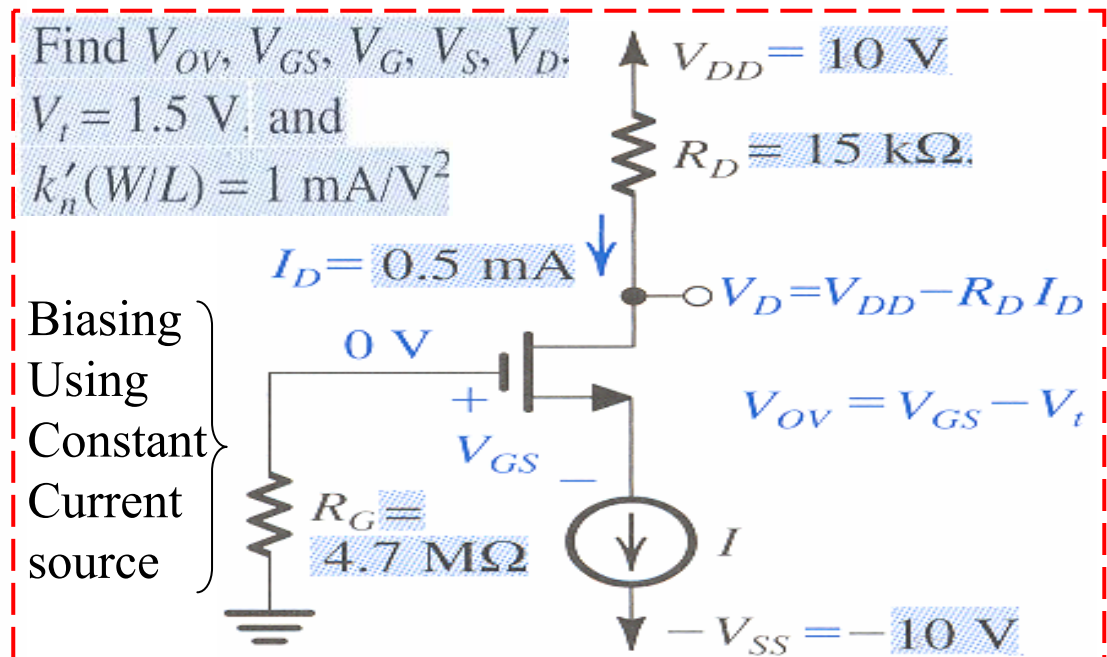 Find V_OV, V_GS, V_G, V_S, V_D.
V_t = 1.5 V. and
k′_n(W/L) = 1 mA/V²
V_DD = 10 V
R_D = 15 kΩ.
I_D = 0.5 mA
V_D=V_DD−R_D I_D
Biasing
Using
Constant
Current
source
0 V
+
V_GS
−
V_OV = V_GS − V_t
R_G =
4.7 MΩ
I
−V_SS = −10 V